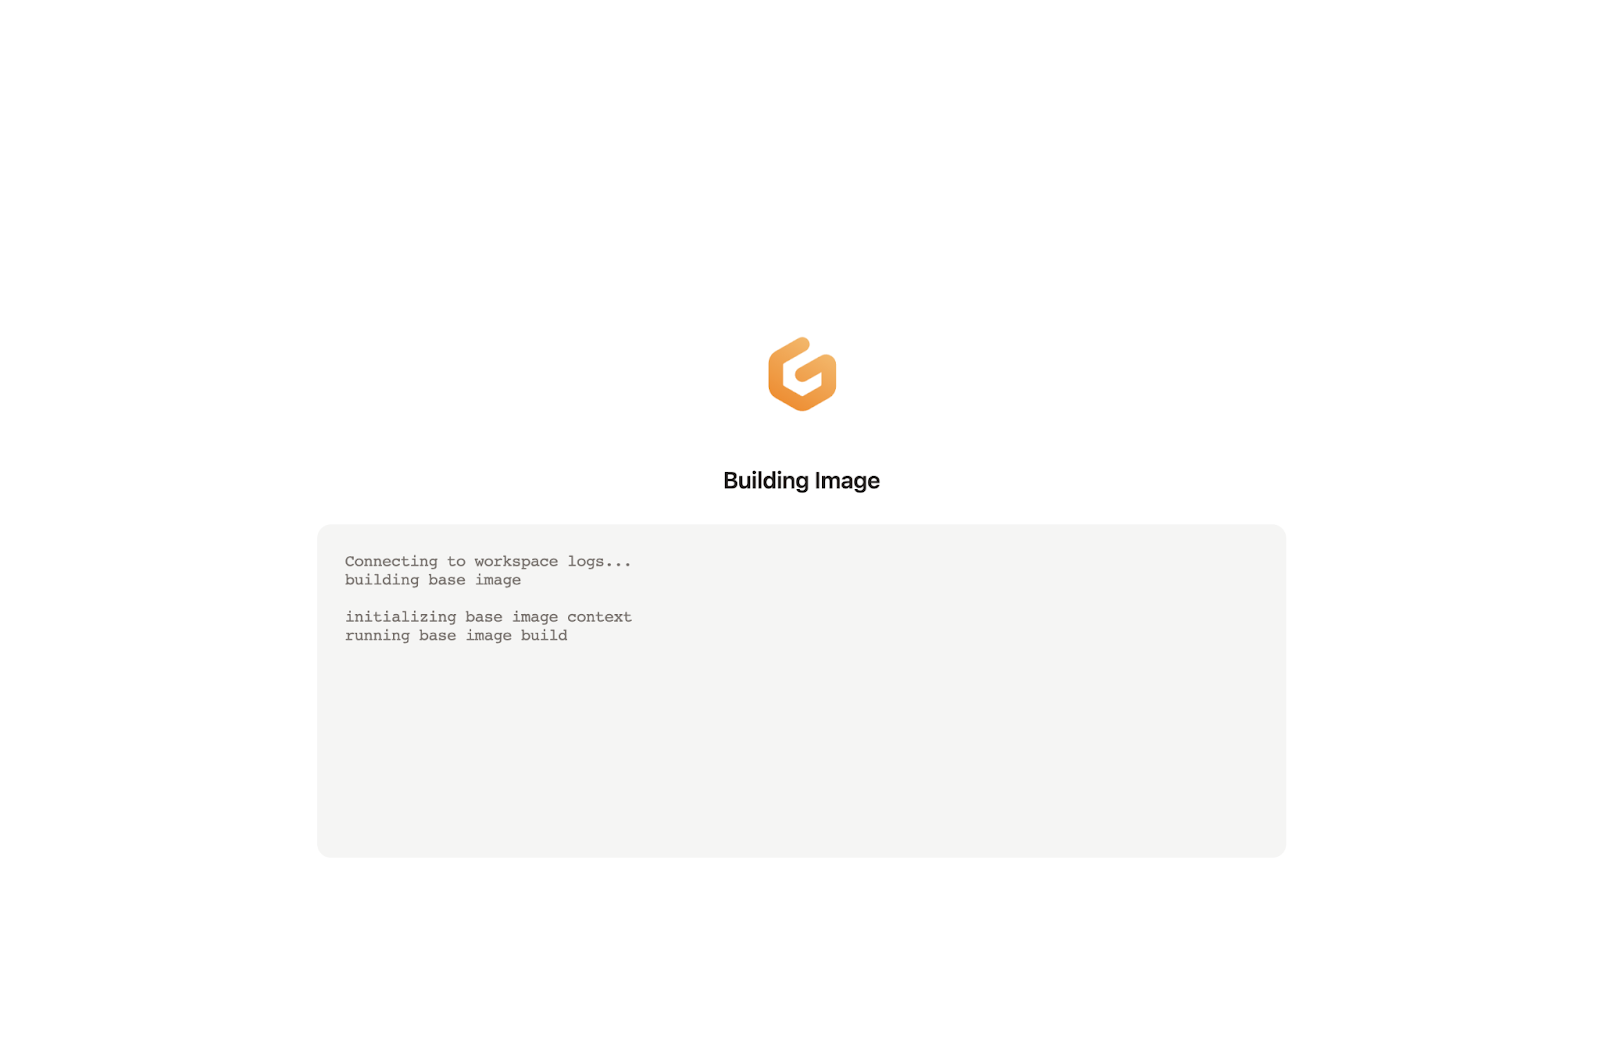 Building Image
Connecting to workspace logs...
building base image
initializing base image context
running base image build